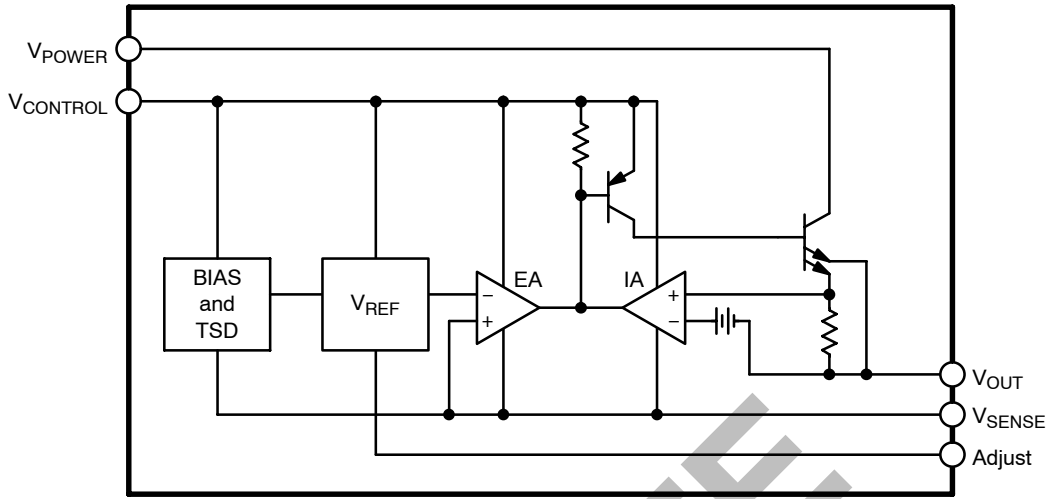 VPOWER
VCONTROL
BIAS
and
TSD
VREF
EA
IA
−
+
+
−
VOUT
VSENSE
Adjust